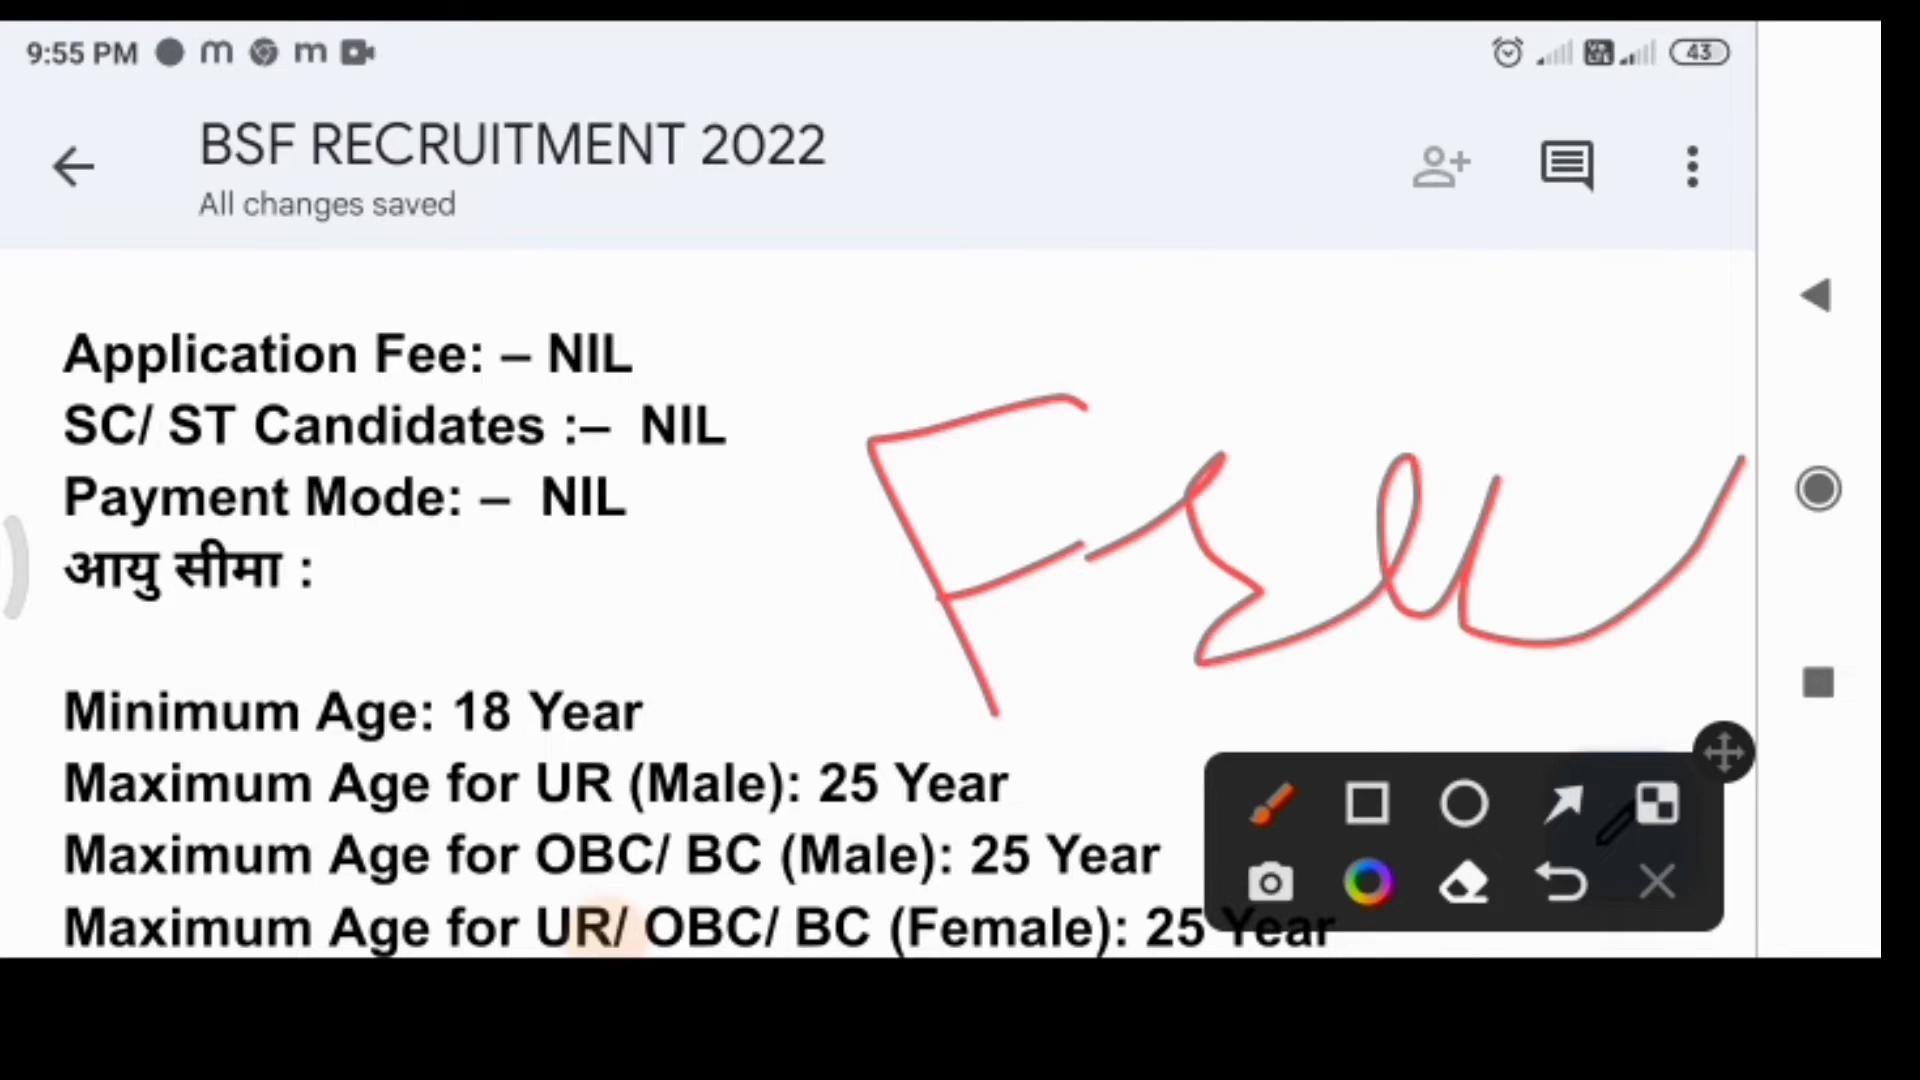 9:55 PM
43
BSF RECRUITMENT 2022
All changes saved
Application Fee: – NIL
SC/ ST Candidates :– NIL
Payment Mode: – NIL
आयु सीमा :
Free
Minimum Age: 18 Year
Maximum Age for UR (Male): 25 Year
Maximum Age for OBC/ BC (Male): 25 Year
Maximum Age for UR/ OBC/ BC (Female): 25 Year